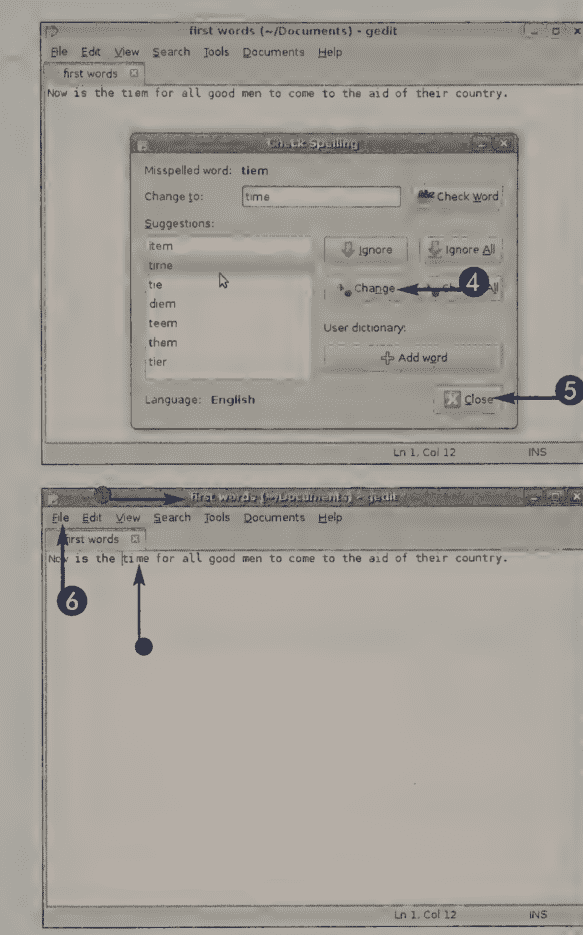 first words (~/Documents) - gedit
File Edit View Search Tools Documents Help
first words
Now is the tiem for all good men to come to the aid of their country.
Check Spelling
Misspelled word: tiem
Change to: time Check Word
Suggestions:
item
time
tie
diem
teem
them
tier
Ignore Ignore All
Change All
4
User dictionary:
Add word
Language: English
Close
5
Ln 1, Col 12 INS
first words (~/Documents) - gedit
File Edit View Search Tools Documents Help
first words
Now is the time for all good men to come to the aid of their country.
6
Ln 1, Col 12 INS